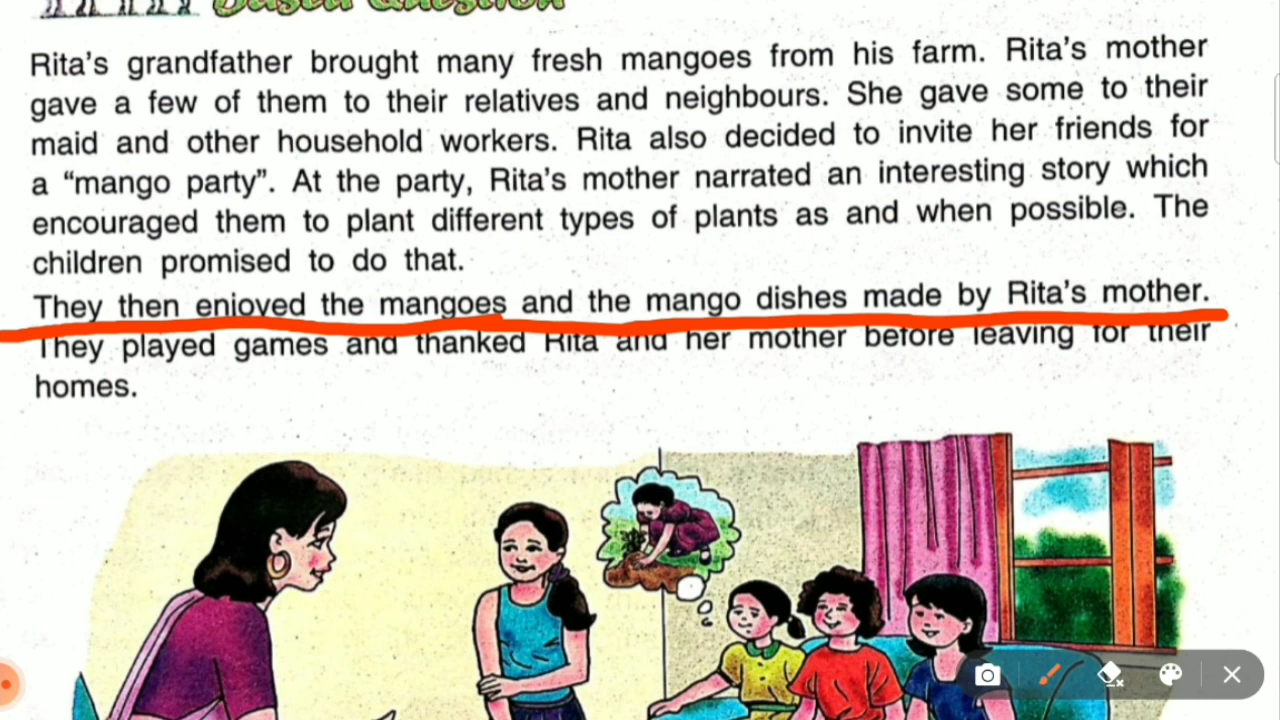 Based Question
Rita's grandfather brought many fresh mangoes from his farm. Rita's mother
gave a few of them to their relatives and neighbours. She gave some to their
maid and other household workers. Rita also decided to invite her friends for
a “mango party”. At the party, Rita's mother narrated an interesting story which
encouraged them to plant different types of plants as and when possible. The
children promised to do that.
They then enjoyed the mangoes and the mango dishes made by Rita's mother.
They played games and thanked Rita and her mother before leaving for their
homes.